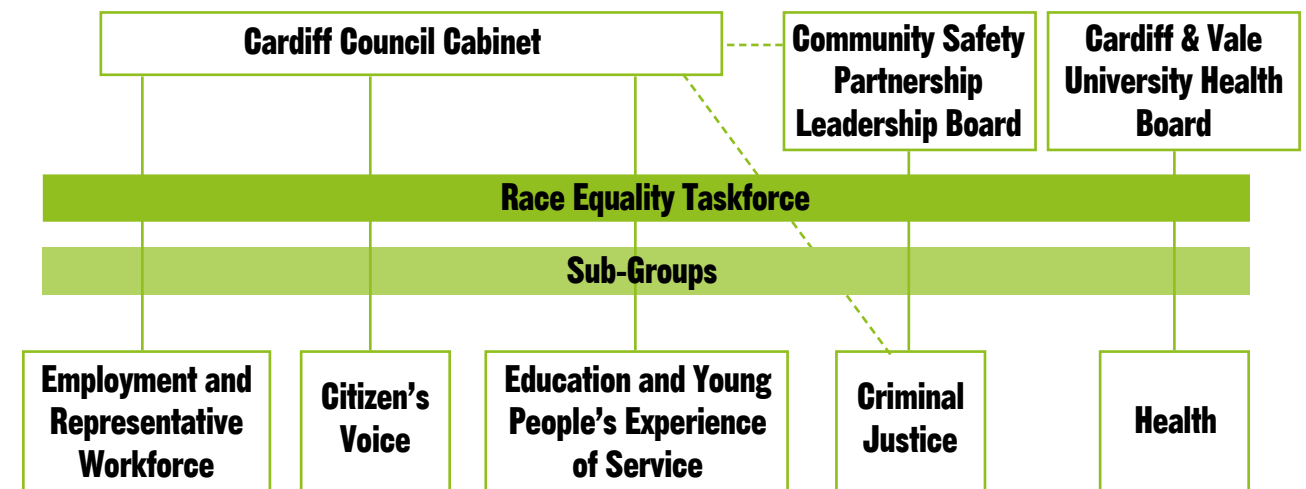 Cardiff Council Cabinet
Community Safety
Partnership
Leadership Board
Cardiff & Vale
University Health
Board
Race Equality Taskforce
Sub-Groups
Employment and
Representative
Workforce
Citizen's
Voice
Education and Young
People's Experience
of Service
Criminal
Justice
Health